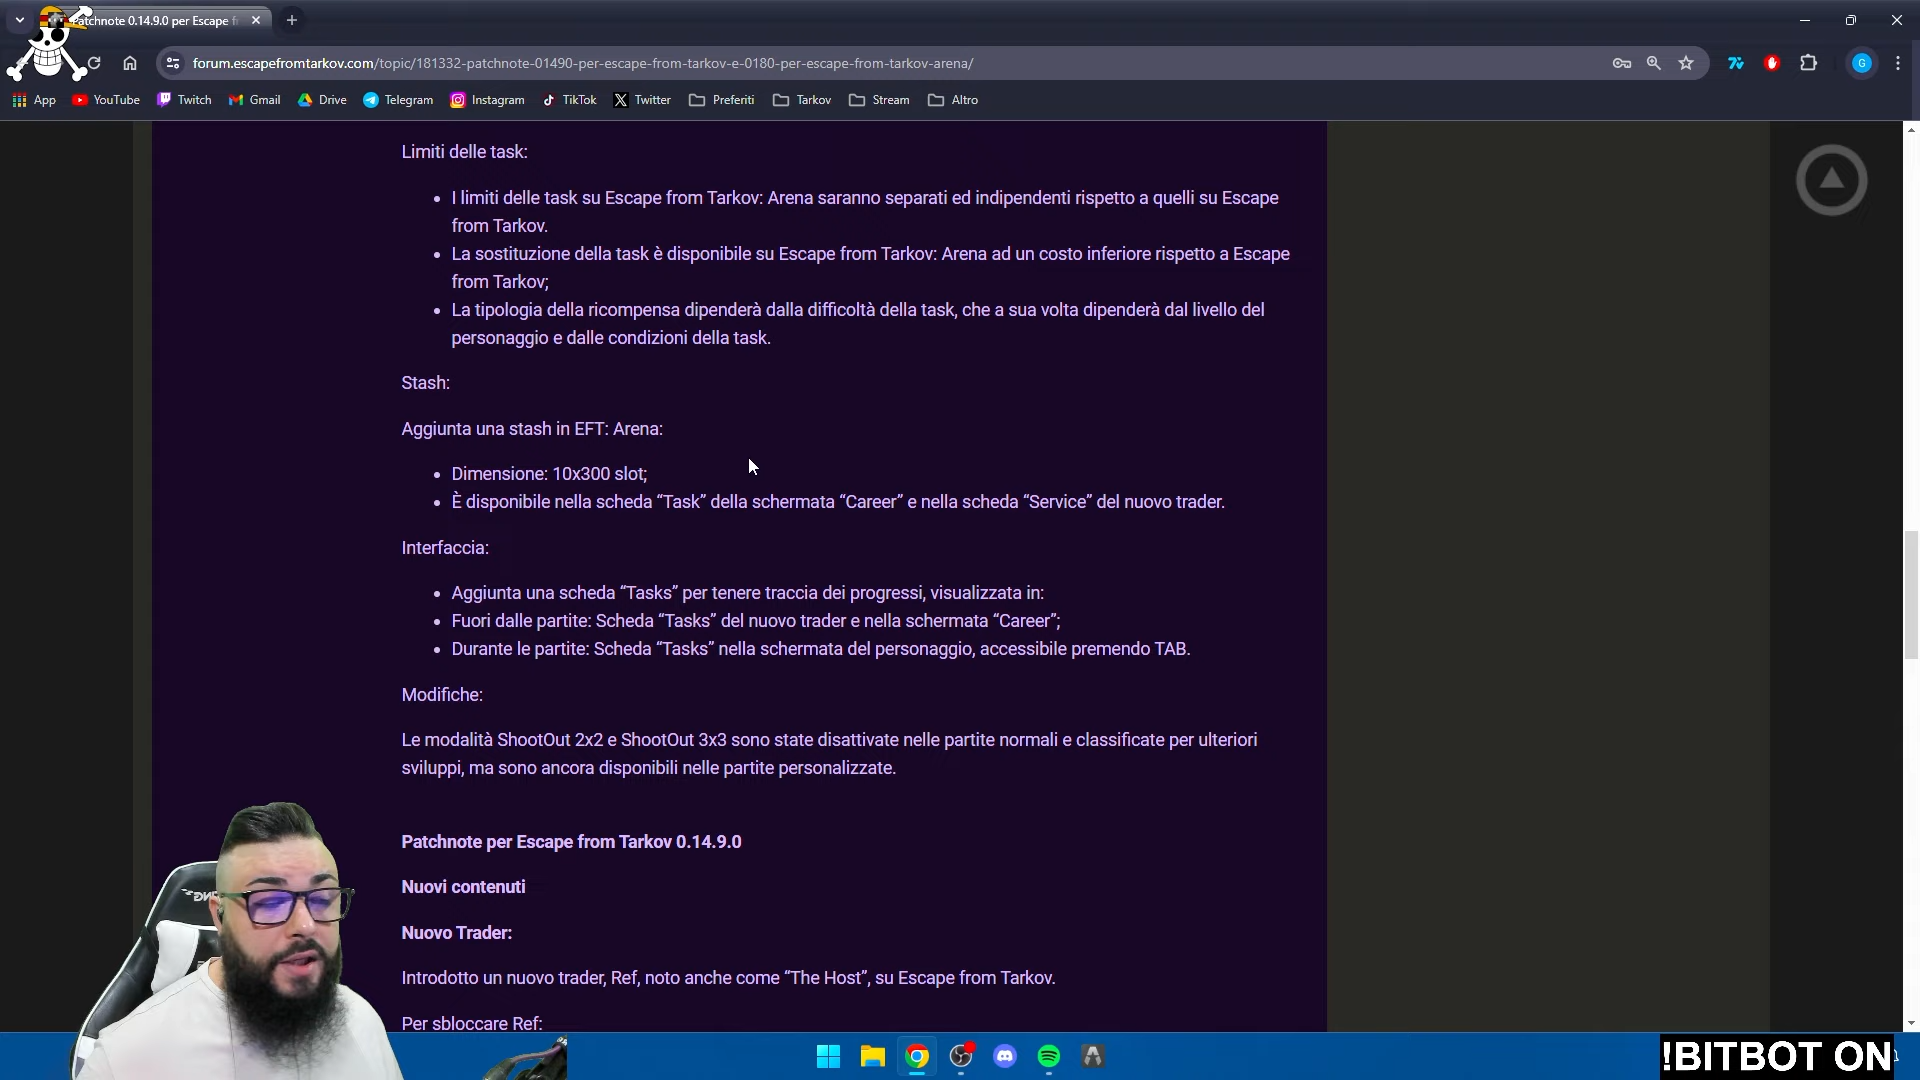 Patchnote 0.14.9.0 per Escape f
forum.escapefromtarkov.com/topic/181332-patchnote-01490-per-escape-from-tarkov-e-0180-per-escape-from-tarkov-arena/
G
App YouTube Twitch Gmail Drive Telegram Instagram TikTok Twitter Preferiti Tarkov Stream Altro
Limiti delle task:
I limiti delle task su Escape from Tarkov: Arena saranno separati ed indipendenti rispetto a quelli su Escape
from Tarkov.
La sostituzione della task è disponibile su Escape from Tarkov: Arena ad un costo inferiore rispetto a Escape
from Tarkov;
La tipologia della ricompensa dipenderà dalla difficoltà della task, che a sua volta dipenderà dal livello del
personaggio e dalle condizioni della task.
Stash:
Aggiunta una stash in EFT: Arena:
Dimensione: 10x300 slot;
È disponibile nella scheda “Task” della schermata “Career” e nella scheda “Service” del nuovo trader.
Interfaccia:
Aggiunta una scheda “Tasks” per tenere traccia dei progressi, visualizzata in:
Fuori dalle partite: Scheda “Tasks” del nuovo trader e nella schermata “Career”;
Durante le partite: Scheda “Tasks” nella schermata del personaggio, accessibile premendo TAB.
Modifiche:
Le modalità ShootOut 2x2 e ShootOut 3x3 sono state disattivate nelle partite normali e classificate per ulteriori
sviluppi, ma sono ancora disponibili nelle partite personalizzate.
Patchnote per Escape from Tarkov 0.14.9.0
Nuovi contenuti
Nuovo Trader:
Introdotto un nuovo trader, Ref, noto anche come “The Host”, su Escape from Tarkov.
Per sbloccare Ref:
!BITBOT ON